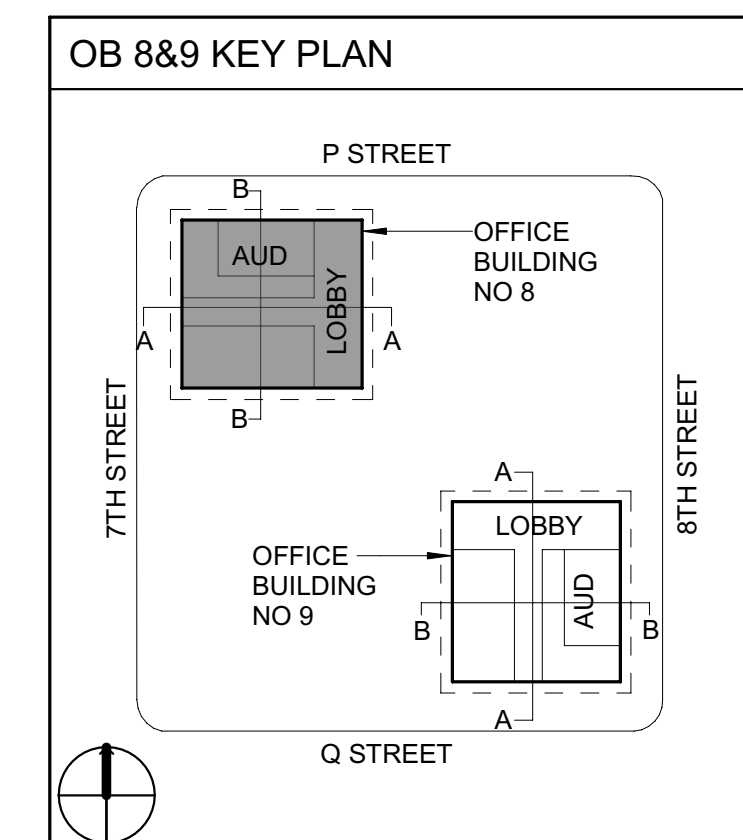 OB 8&9 KEY PLAN
P STREET
B
OFFICE
BUILDING
NO 8
AUD
LOBBY
A
A
B
7TH STREET
8TH STREET
A
LOBBY
OFFICE
BUILDING
NO 9
AUD
B
B
A
Q STREET